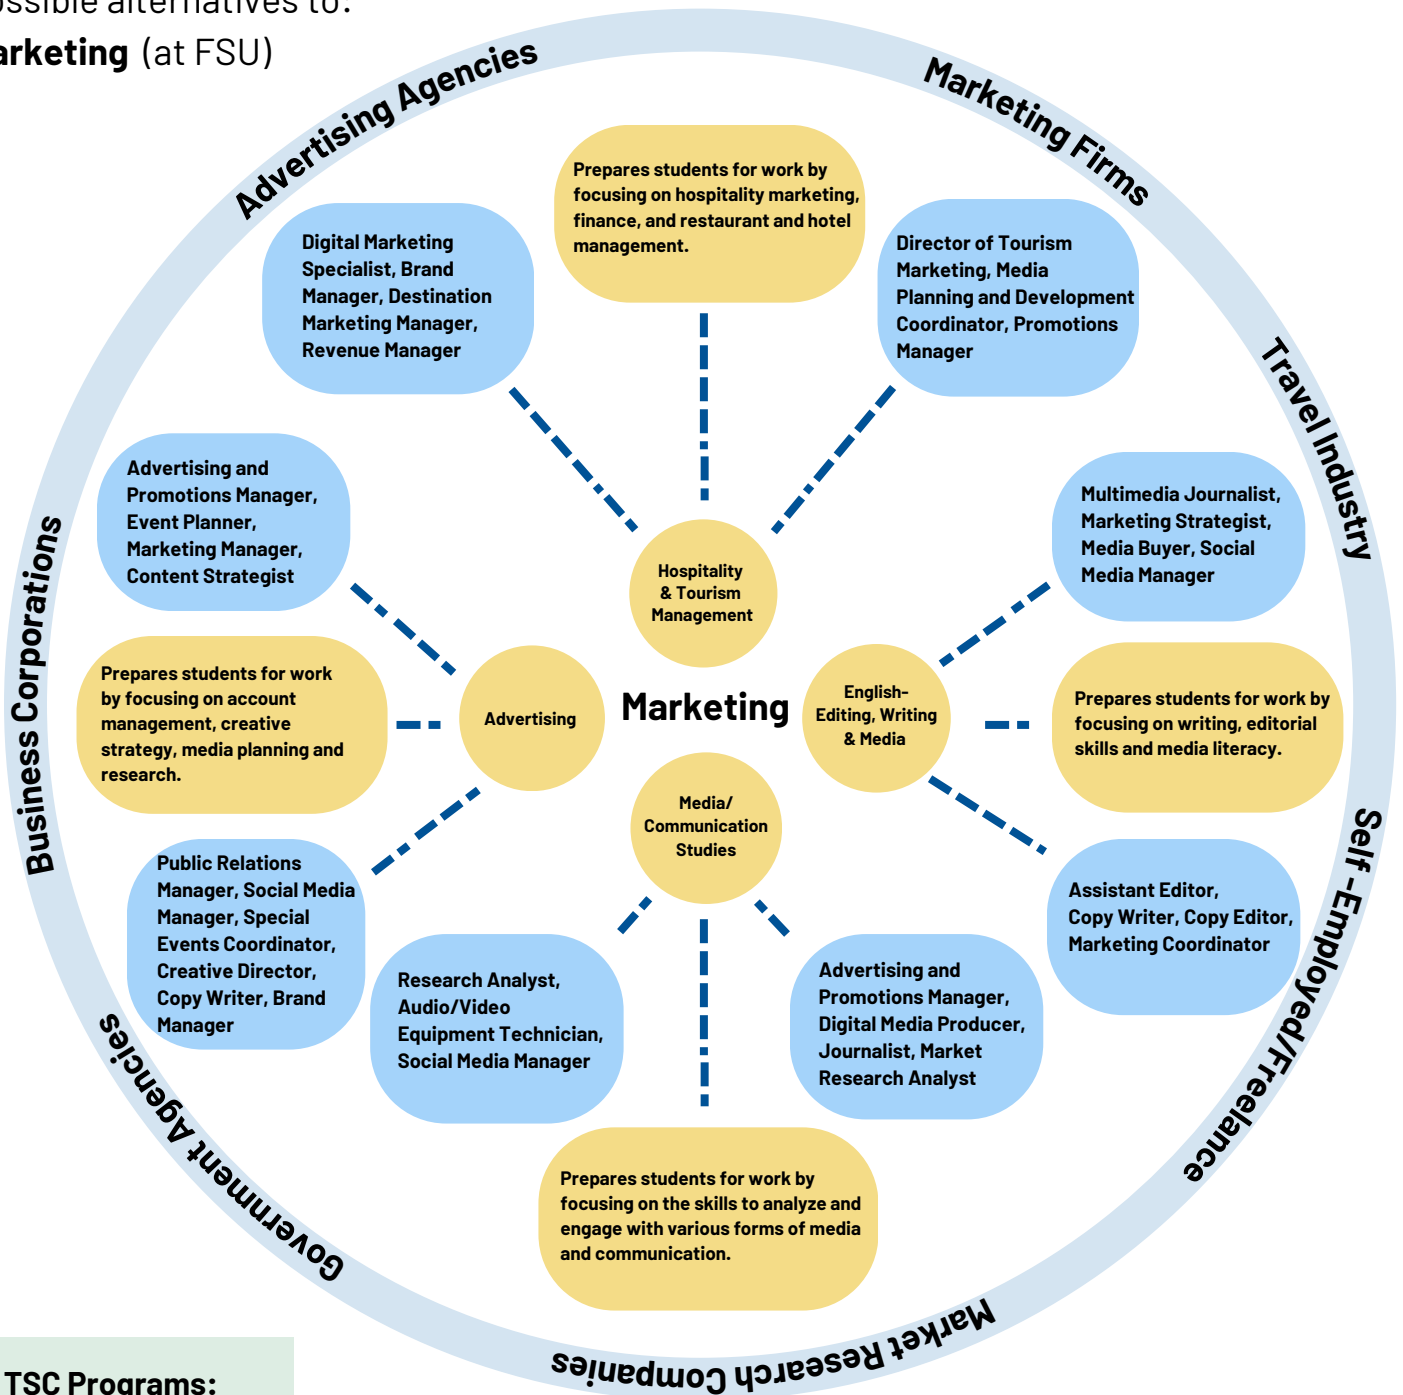 ossible alternatives to:
arketing (at FSU)
Advertising Agencies
Marketing Firms
Travel Industry
Self-Employed/Freelance
Market Research Companies
Government Agencies
Business Corporations
Prepares students for work by
focusing on hospitality marketing,
finance, and restaurant and hotel
management.
Digital Marketing
Specialist, Brand
Manager, Destination
Marketing Manager,
Revenue Manager
Director of Tourism
Marketing, Media
Planning and Development
Coordinator, Promotions
Manager
Hospitality
& Tourism
Management
Advertising and
Promotions Manager,
Event Planner,
Marketing Manager,
Content Strategist
Prepares students for work
by focusing on account
management, creative
strategy, media planning and
research.
Public Relations
Manager, Social Media
Manager, Special
Events Coordinator,
Creative Director,
Copy Writer, Brand
Manager
Advertising
Marketing
English-
Editing, Writing
& Media
Multimedia Journalist,
Marketing Strategist,
Media Buyer, Social
Media Manager
Prepares students for work by
focusing on writing, editorial
skills and media literacy.
Assistant Editor,
Copy Writer, Copy Editor,
Marketing Coordinator
Media/
Communication
Studies
Research Analyst,
Audio/Video
Equipment Technician,
Social Media Manager
Advertising and
Promotions Manager,
Digital Media Producer,
Journalist, Market
Research Analyst
Prepares students for work by
focusing on the skills to analyze and
engage with various forms of media
and communication.
TSC Programs: